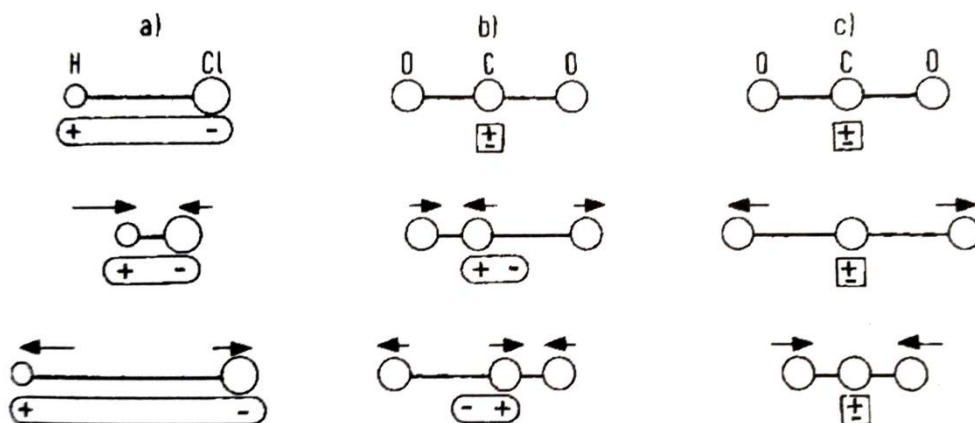 a) b) c)
H Cl O C O O C O
+ - ± ±
+ - + - ±
+ - - + ±